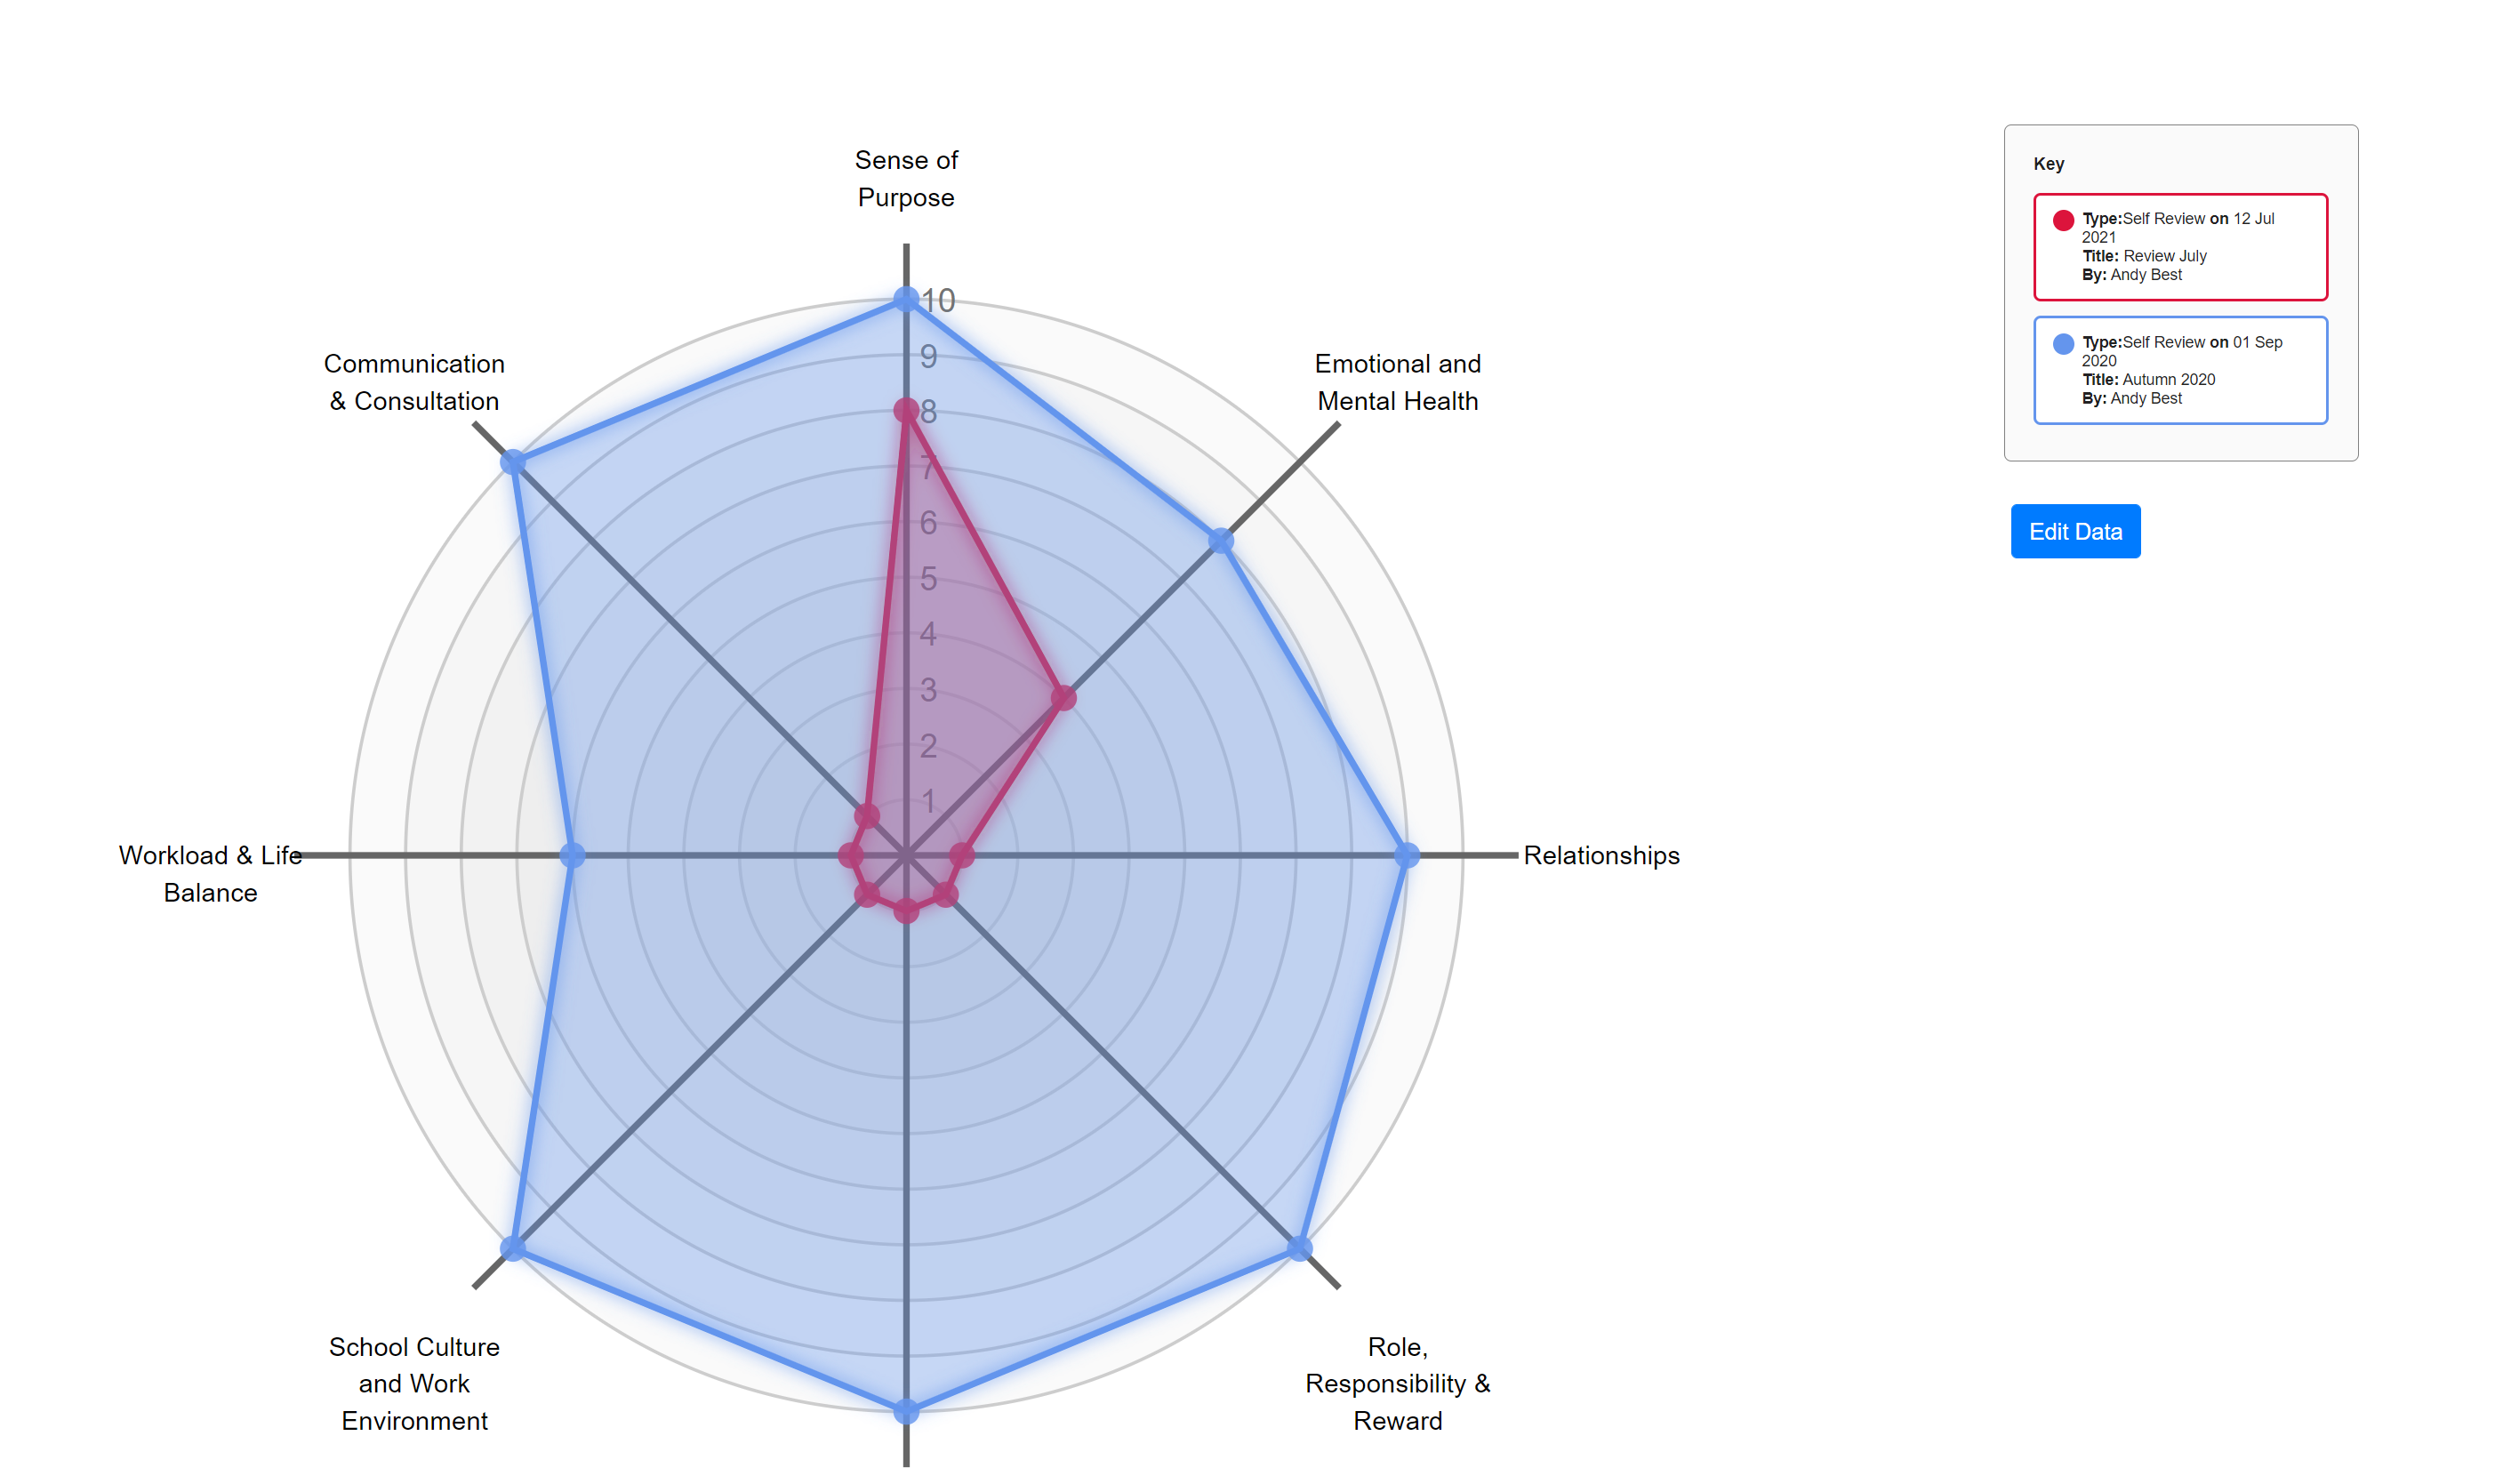 Sense of
Purpose
Emotional and
Mental Health
Relationships
Role,
Responsibility &
Reward
School Culture
and Work
Environment
Workload & Life
Balance
Communication
& Consultation
10
9
8
7
6
5
4
3
2
1
Key
Type:Self Review on 12 Jul
2021
Title: Review July
By: Andy Best
Type:Self Review on 01 Sep
2020
Title: Autumn 2020
By: Andy Best
Edit Data